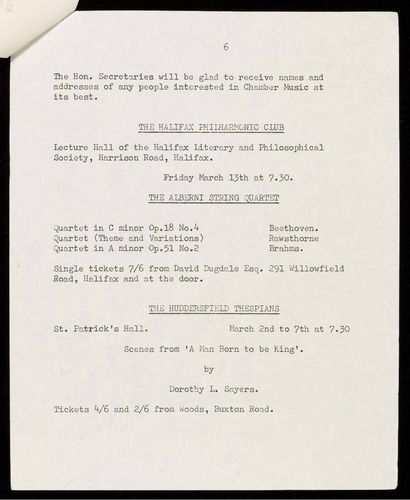 6
The Hon. Secretaries will be glad to receive names and
addresses of any people interested in Chamber Music at
its best.
THE HALIFAX PHILHARMONIC CLUB
Lecture Hall of the Halifax Literary and Philosophical
Society, Harrison Road, Halifax.
Friday March 13th at 7.30.
THE ALBERNI STRING QUARTET
Quartet in C minor Op.18 No.4 Beethoven.
Quartet (Theme and Variations) Rawsthorne
Quartet in A minor Op.51 No.2 Brahms.
Single tickets 7/6 from David Dugdale Esq. 291 Willowfield
Road, Halifax and at the door.
THE HUDDERSFIELD THESPIANS
St. Patrick's Hall. March 2nd to 7th at 7.30
Scenes from 'A Man Born to be King'.
by
Dorothy L. Sayers.
Tickets 4/6 and 2/6 from Woods, Buxton Road.